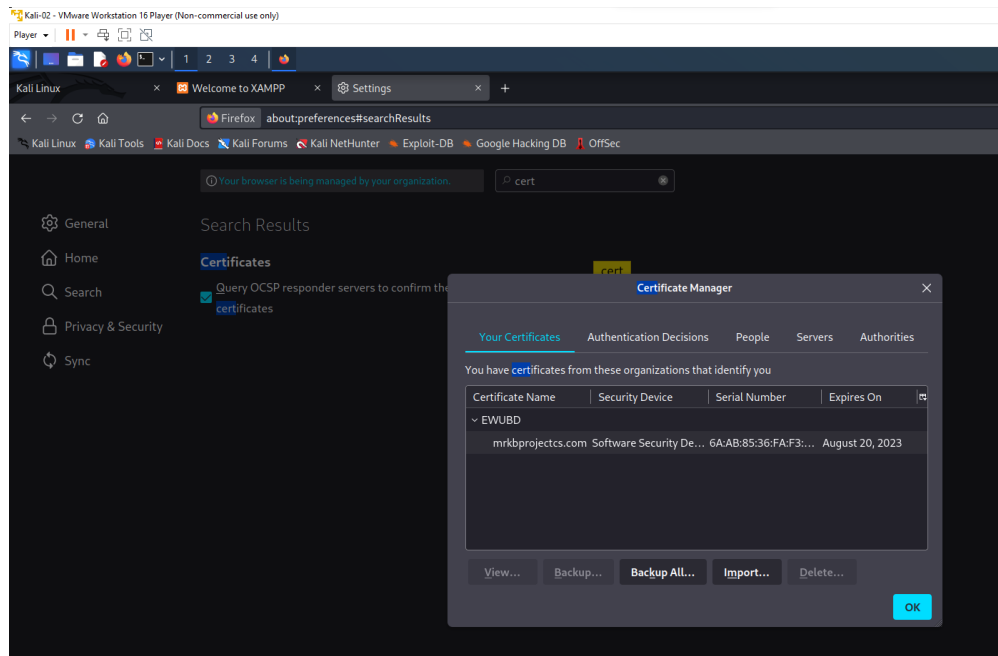 Kali-02 - VMware Workstation 16 Player (Non-commercial use only)
Player
1 2 3 4
Kali Linux × Welcome to XAMPP × Settings × +
Firefox about:preferences#searchResults
Kali Linux Kali Tools Kali Docs Kali Forums Kali NetHunter Exploit-DB Google Hacking DB OffSec
Your browser is being managed by your organization. cert
General
Home
Search
Privacy & Security
Sync
Search Results
Certificates
Query OCSP responder servers to confirm the
certificates
cert
Certificate Manager
Your Certificates Authentication Decisions People Servers Authorities
You have certificates from these organizations that identify you
Certificate Name Security Device Serial Number Expires On
EWUBD
mrkbprojectcs.com Software Security De... 6A:AB:85:36:FA:F3:... August 20, 2023
View... Backup... Backup All... Import... Delete...
OK